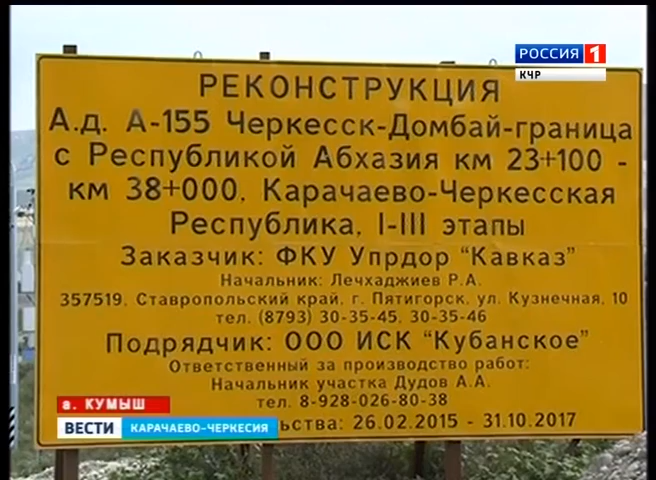 РОССИЯ 1
КЧР
РЕКОНСТРУКЦИЯ
А.д. А-155 Черкесск-Домбай-граница
с Республикой Абхазия км 23+100 -
км 38+000, Карачаево-Черкесская
Республика, I-III этапы
Заказчик: ФКУ Упрдор "Кавказ"
Начальник: Лечхаджиев Р.А.
357519, Ставропольский край, г. Пятигорск, ул. Кузнечная, 10
тел. (8793) 30-35-45, 30-35-46
Подрядчик: ООО ИСК "Кубанское"
Ответственный за производство работ:
Начальник участка Дудов А.А.
тел. 8-928-026-80-38
льства: 26.02.2015 - 31.10.2017
а. КУМЫШ
ВЕСТИ КАРАЧАЕВО-ЧЕРКЕСИЯ